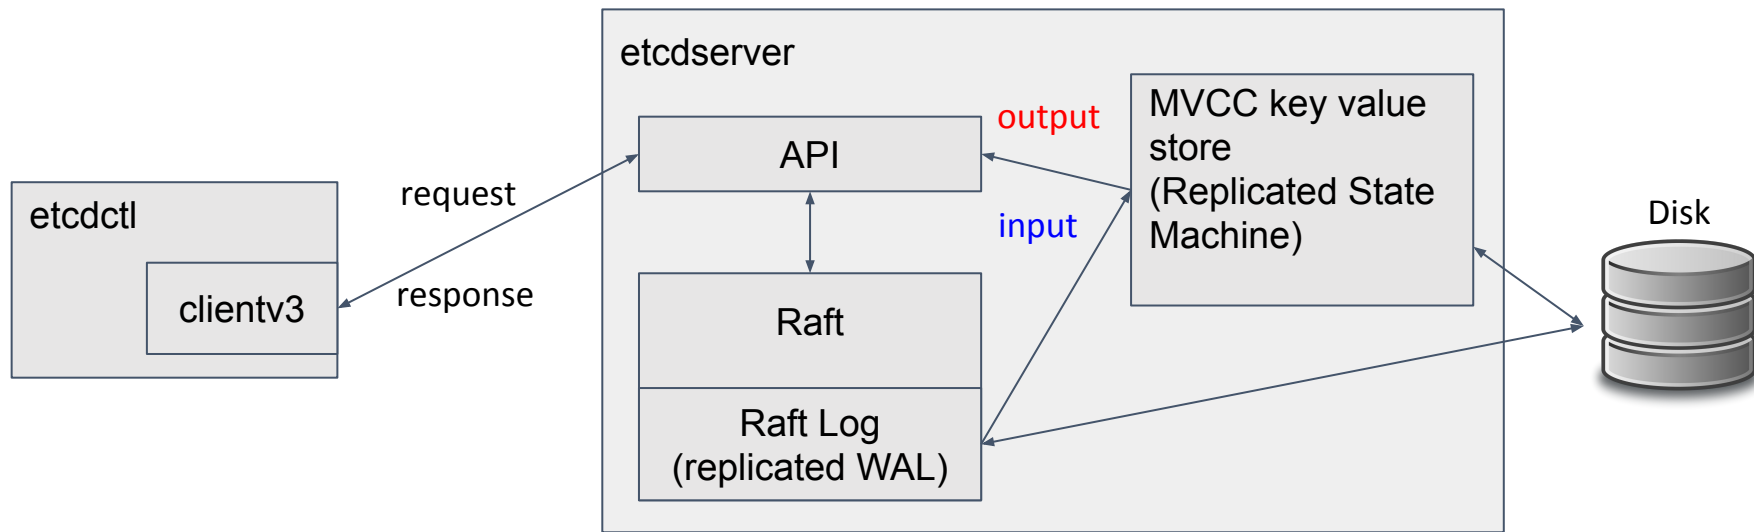 etcdserver
etcdctl
clientv3
request
response
API
output
input
MVCC key value
store
(Replicated State
Machine)
Raft
Raft Log
(replicated WAL)
Disk